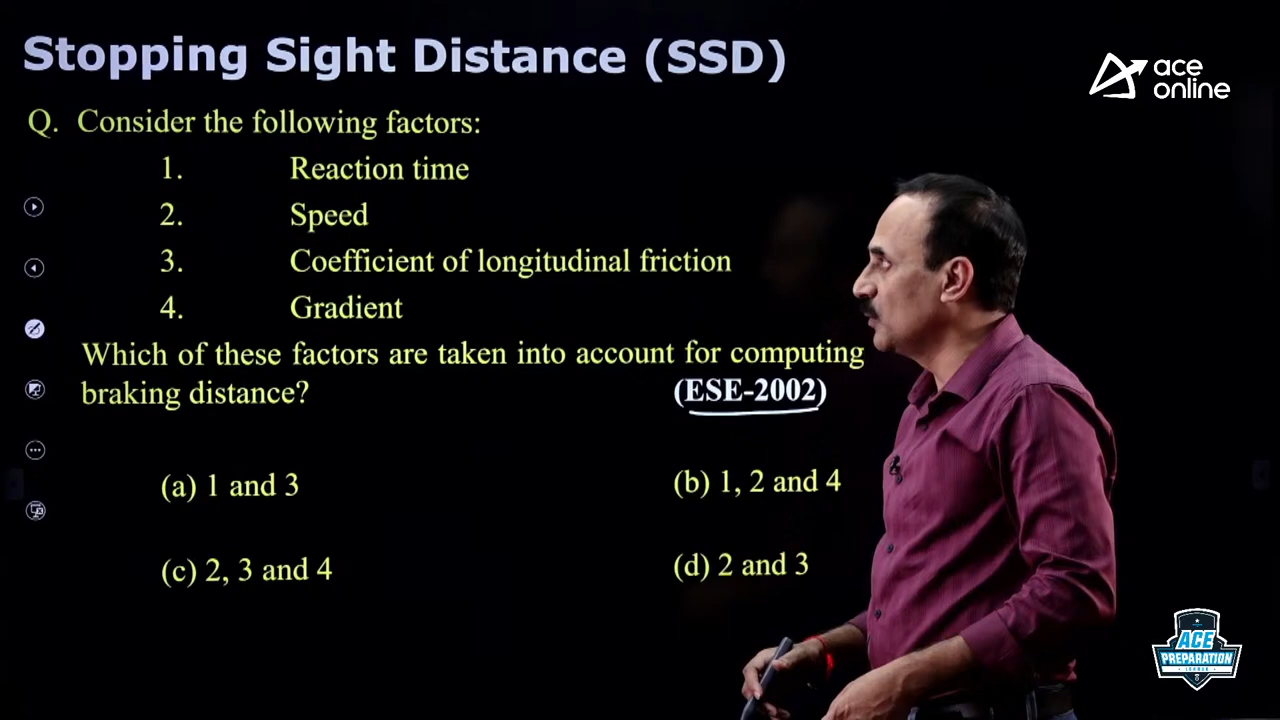 Stopping Sight Distance (SSD)
ace
online
Q. Consider the following factors:
1. Reaction time
2. Speed
3. Coefficient of longitudinal friction
4. Gradient
Which of these factors are taken into account for computing
braking distance? (ESE-2002)
(a) 1 and 3 (b) 1, 2 and 4
(c) 2, 3 and 4 (d) 2 and 3
ACE
PREPARATION